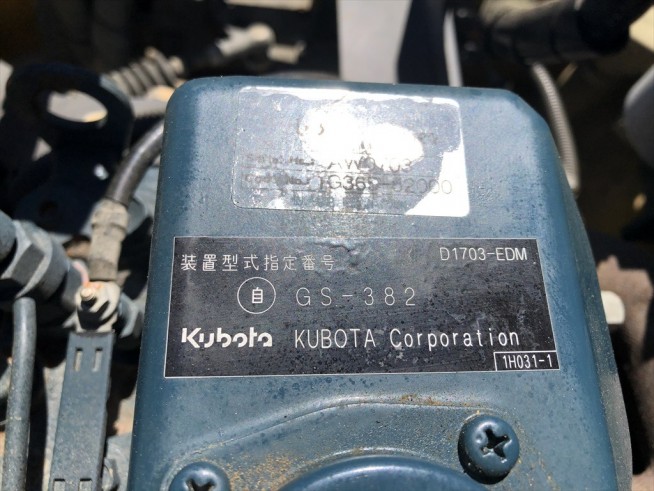 装置型式指定番号 D1703-EDM
自 GS-382
Kubota KUBOTA Corporation
1H031-1